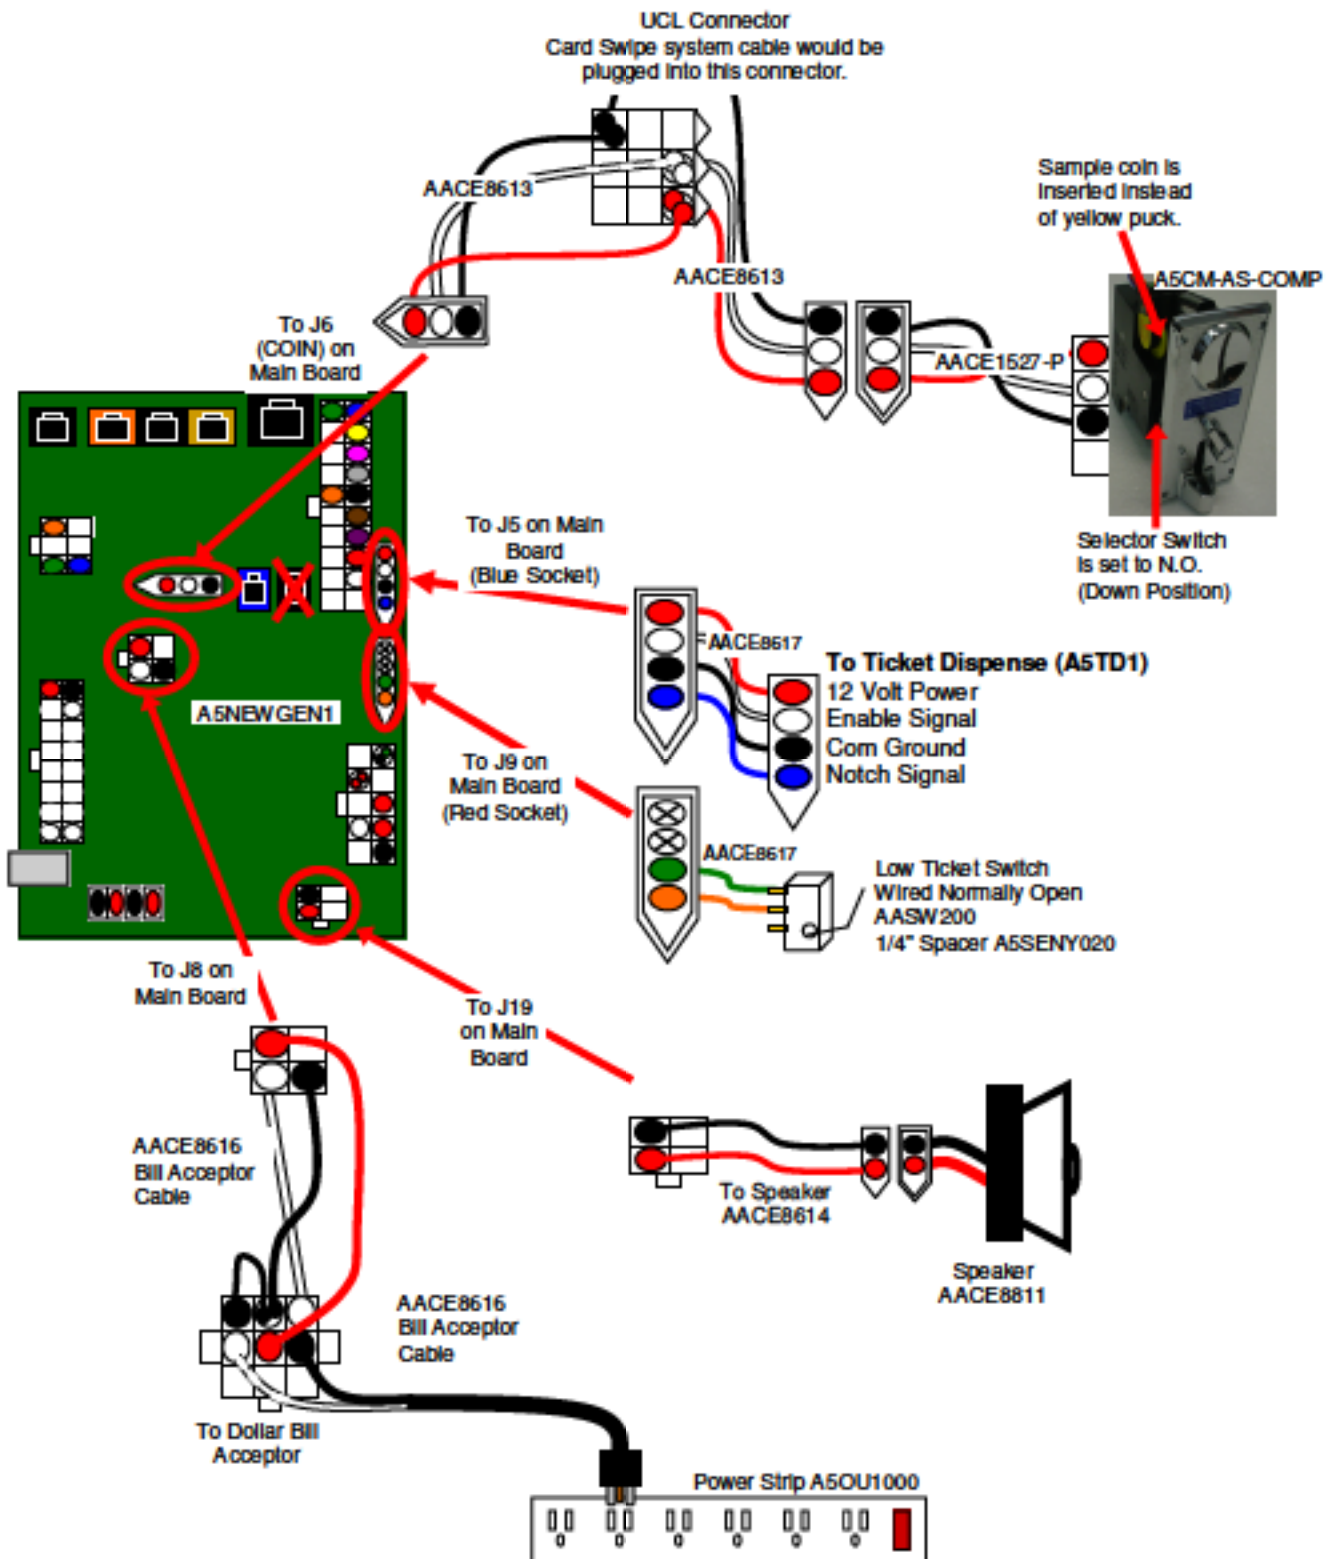 UCL Connector
Card Swipe system cable would be
plugged into this connector.
Sample coin is
inserted instead
of yellow puck.
AACE8613
AACE8613
A5CM-AS-COMP
To J6
(COIN) on
Main Board
AACE1527-P
To J5 on Main
Board
(Blue Socket)
Selector Switch
is set to N.O.
(Down Position)
AACE8617
To Ticket Dispense (A5TD1)
12 Volt Power
Enable Signal
Com Ground
Notch Signal
A5NEWGEN1
To J9 on
Main Board
(Red Socket)
AACE8617
Low Ticket Switch
Wired Normally Open
AASW200
1/4" Spacer A5SENY020
To J8 on
Main Board
To J19
on Main
Board
AACE8616
Bill Acceptor
Cable
To Speaker
AACE8614
Speaker
AACE8811
AACE8616
Bill Acceptor
Cable
To Dollar Bill
Acceptor
Power Strip A5OU1000